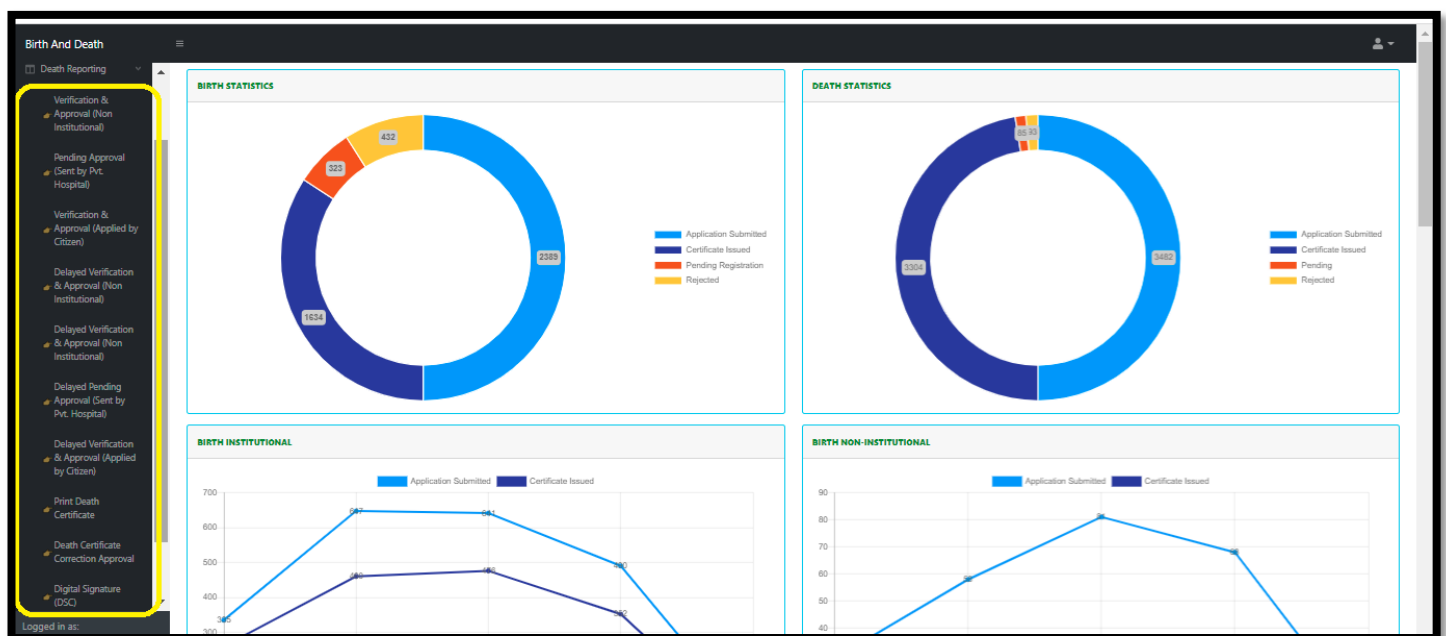 Birth And Death
Death Reporting
Verification &
Approval (Non
Institutional)
Pending Approval
(Sent by Pvt.
Hospital)
Verification &
Approval (Applied by
Citizen)
Delayed Verification
& Approval (Non
Institutional)
Delayed Verification
& Approval (Non
Institutional)
Delayed Pending
Approval (Sent by
Pvt. Hospital)
Delayed Verification
& Approval (Applied
by Citizen)
Print Death
Certificate
Death Certificate
Correction Approval
Digital Signature
(DSC)
Logged in as:
BIRTH STATISTICS
432
323
2389
1634
Application Submitted
Certificate Issued
Pending Registration
Rejected
DEATH STATISTICS
85 93
3304
3482
Application Submitted
Certificate Issued
Pending
Rejected
BIRTH INSTITUTIONAL
Application Submitted Certificate Issued
700
600
500
400
300
BIRTH NON-INSTITUTIONAL
Application Submitted Certificate Issued
90
80
70
60
50
40